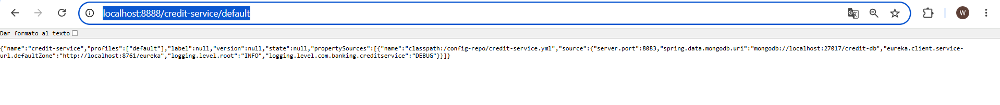 localhost:8888/credit-service/default
W
Dar formato al texto
{"name":"credit-service","profiles":["default"],"label":null,"version":null,"state":null,"propertySources":[{"name":"classpath:/config-repo/credit-service.yml","source":{"server.port":8083,"spring.data.mongodb.uri":"mongodb://localhost:27017/credit-db","eureka.client.service-
url.defaultZone":"http://localhost:8761/eureka","logging.level.root":"INFO","logging.level.com.banking.creditservice":"DEBUG"}}]}